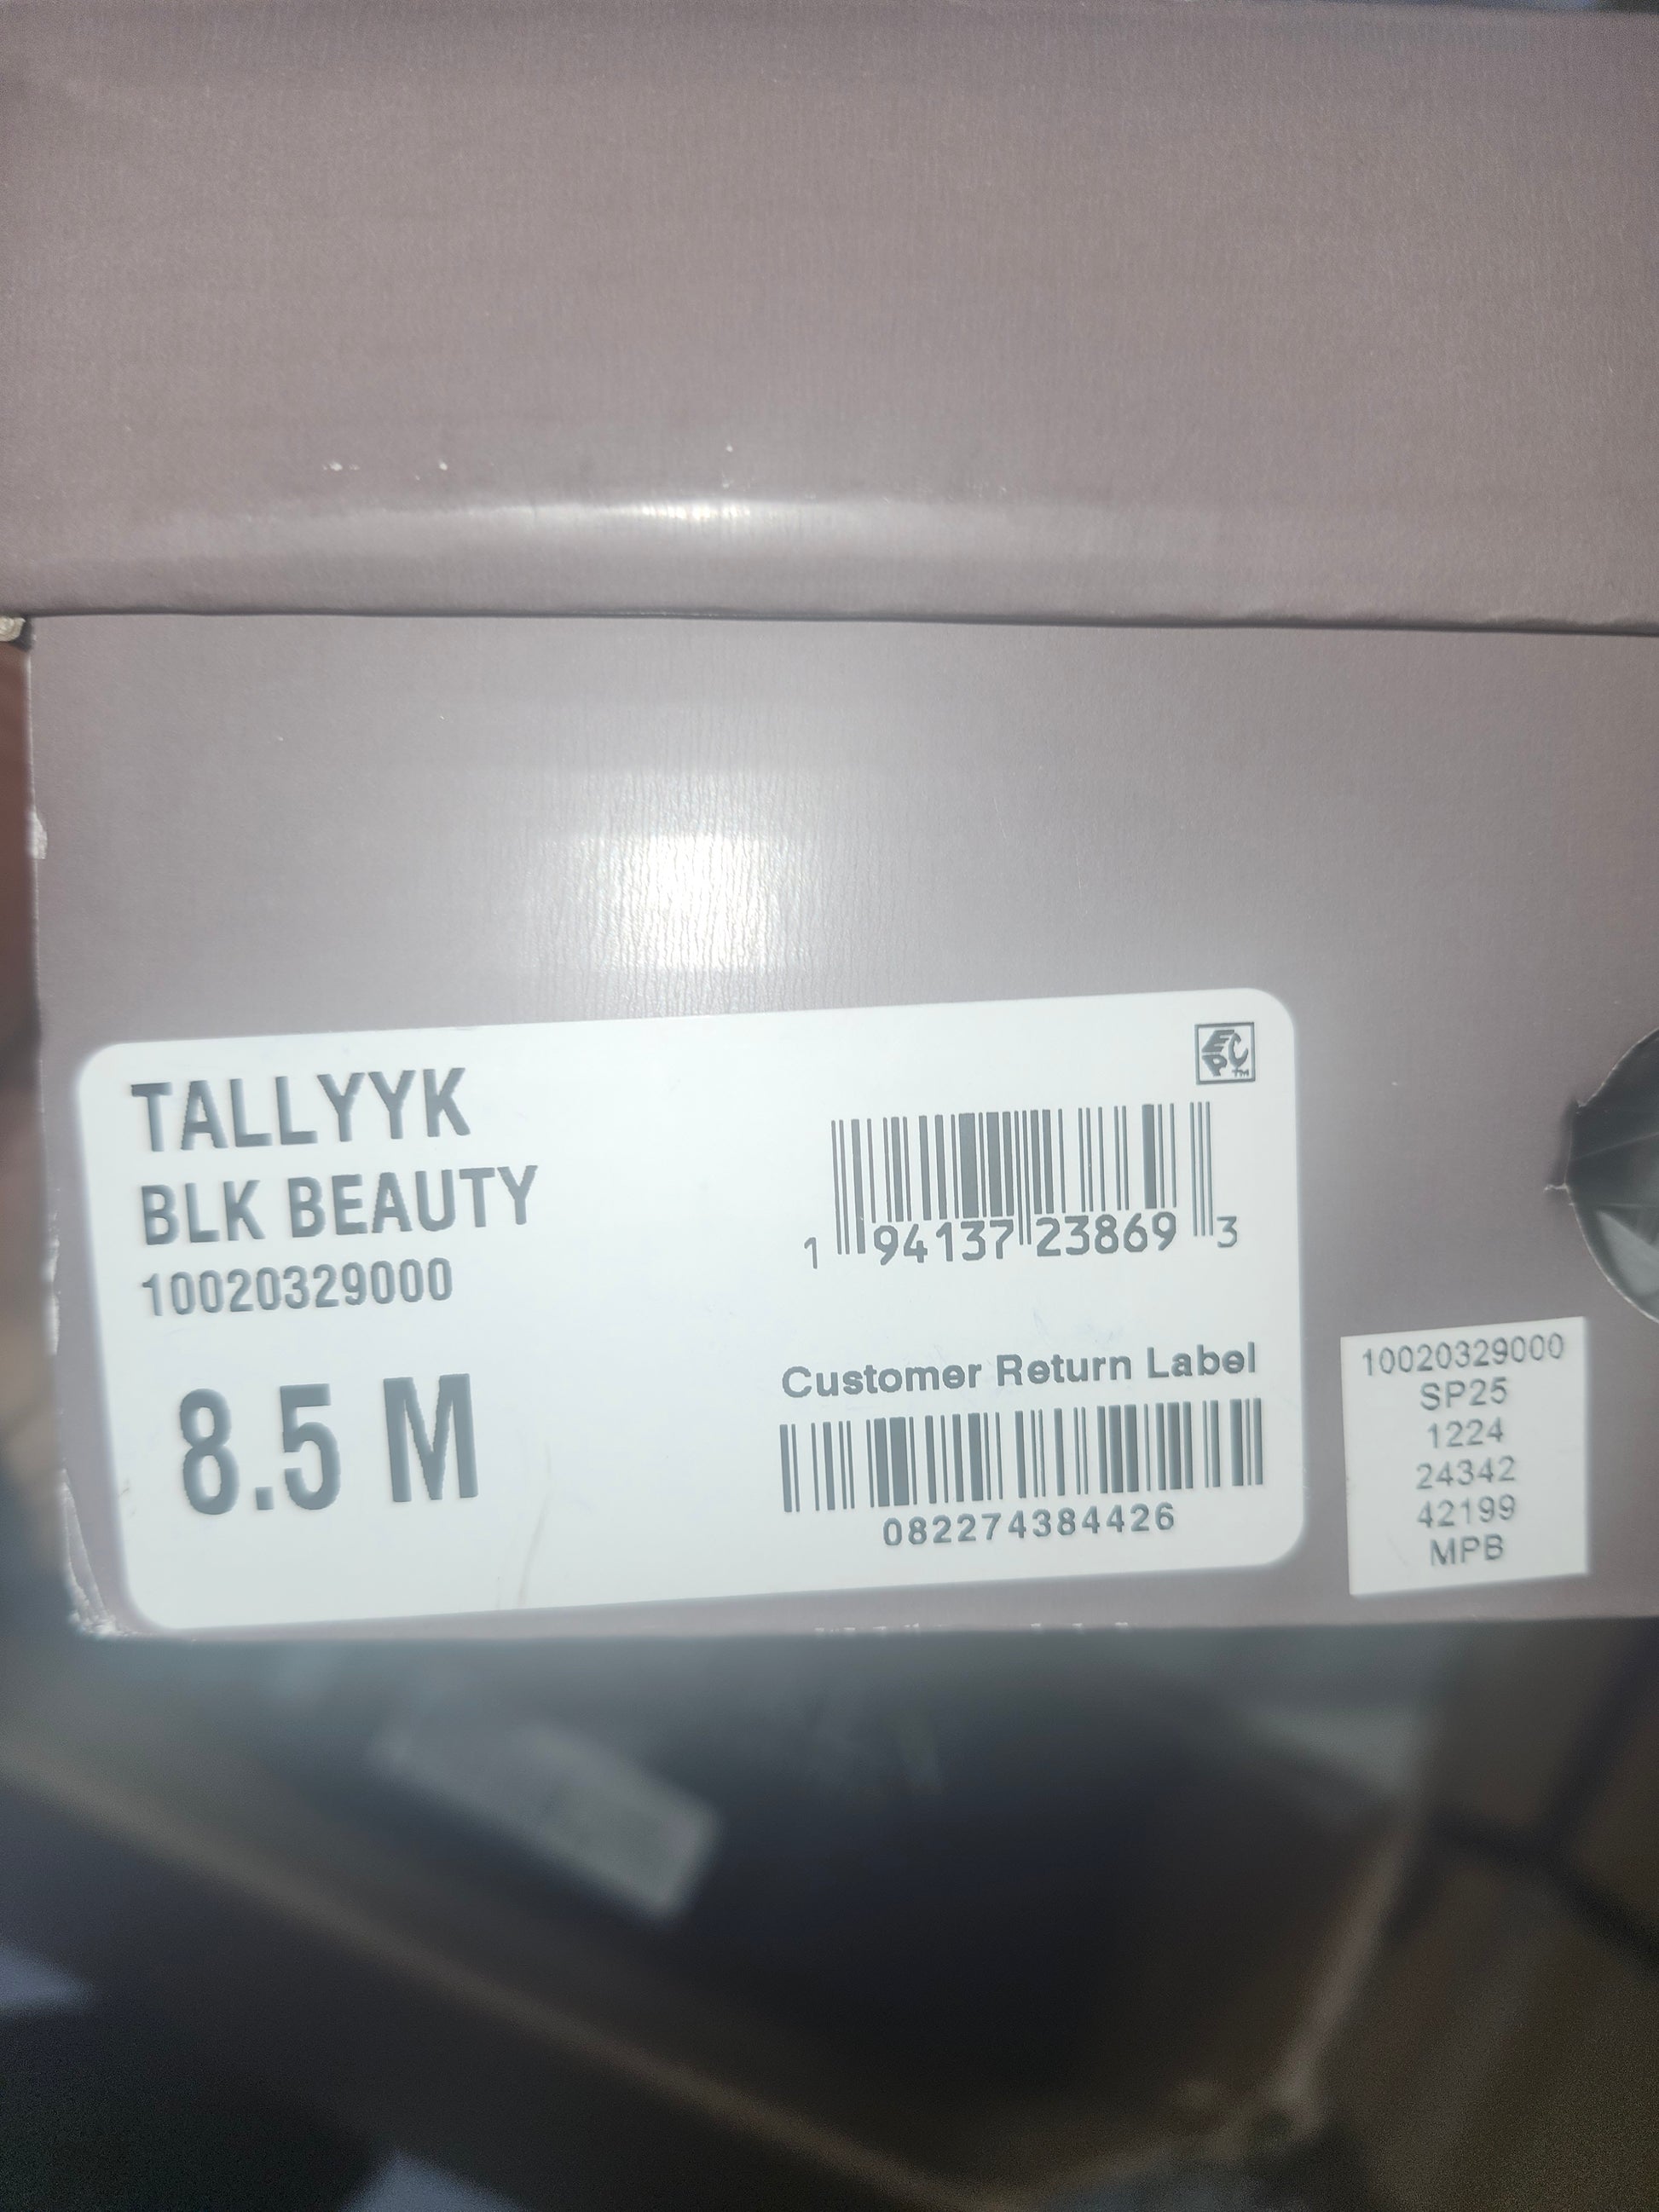 TALLYYK
BLK BEAUTY
10020329000
8.5 M
EPC™
1 94137 23869 3
Customer Return Label
082274384426
10020329000
SP25
1224
24342
42199
MPB